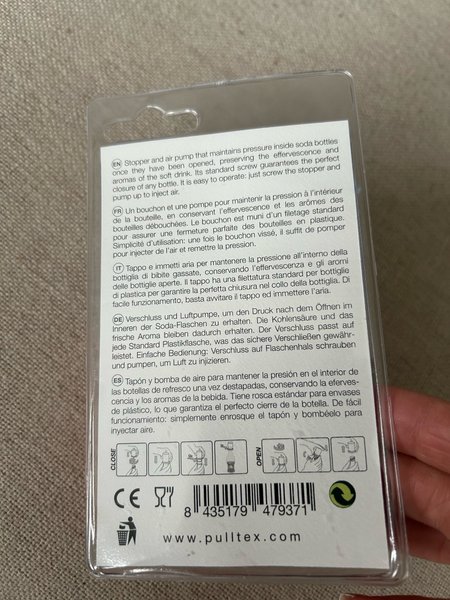 EN Stopper and air pump that maintains pressure inside soda bottles
once they have been opened, preserving the effervescence and
aromas of the soft drink. Its standard screw guarantees the perfect
closure of any bottle. It is easy to operate: just screw the stopper and
pump up to inject air.
FR Un bouchon et une pompe pour maintenir la pression à l'intérieur
de la bouteille, en conservant l'effervescence et les arômes des
bouteilles débouchées. Le bouchon est muni d'un filetage standard
pour assurer une fermeture parfaite des bouteilles en plastique.
Simplicité d'utilisation: une fois le bouchon vissé, il suffit de pomper
pour injecter de l'air et remettre la pression.
IT Tappo e immetti aria per mantenere la pressione all'interno della
bottiglia di bibite gassate, conservando l'effervescenza e gli aromi
delle bottiglie aperte. Il tappo ha una filettatura standard per bottiglie
di plastica per garantire la perfetta chiusura nel collo della bottiglia. Di
facile funzionamento, basta avvitare il tappo ed immettere l'aria.
DE Verschluss und Luftpumpe, um den Druck nach dem Öffnen im
Inneren der Soda-Flaschen zu erhalten. Die Kohlensäure und das
frische Aroma bleiben dadurch erhalten. Der Verschluss passt auf
jede Standard Plastikflasche, was das sichere Verschließen gewähr-
leistet. Einfache Bedienung: Verschluss auf Flaschenhals schrauben
und pumpen, um Luft zu injizieren.
ES Tapón y bomba de aire para mantener la presión en el interior de
las botellas de refresco una vez destapadas, conservando la eferves-
cencia y los aromas de la bebida. Tiene rosca estándar para envases
de plástico, lo que garantiza el perfecto cierre de la botella. De fácil
funcionamiento: simplemente enrosque el tapón y bombéelo para
inyectar aire.
CLOSE
OPEN
CE
8 435179 479371
www.pulltex.com